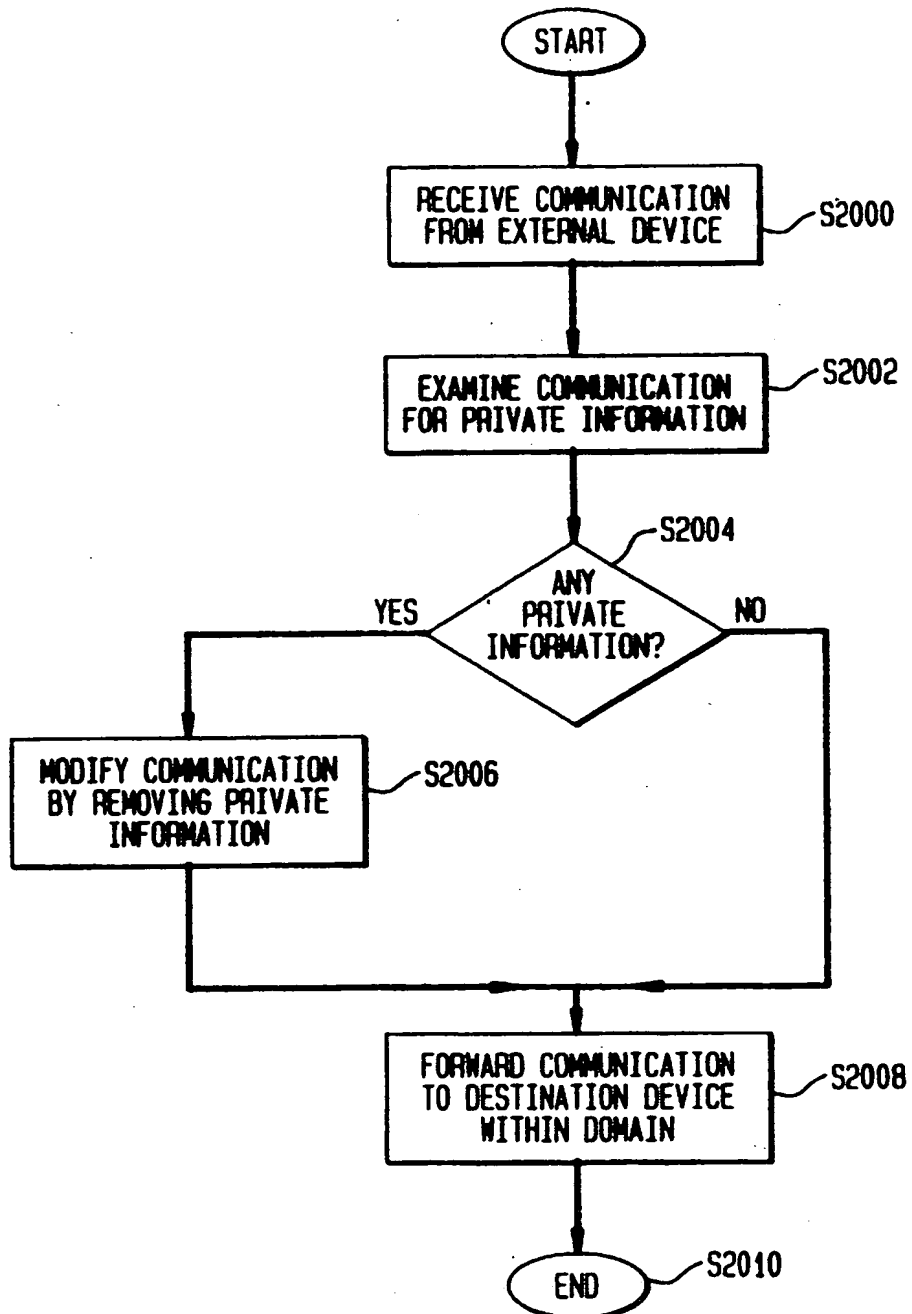 START
RECEIVE COMMUNICATION
FROM EXTERNAL DEVICE
S2000
EXAMINE COMMUNICATION
FOR PRIVATE INFORMATION
S2002
S2004
ANY
PRIVATE
INFORMATION?
YES
NO
MODIFY COMMUNICATION
BY REMOVING PRIVATE
INFORMATION
S2006
FORWARD COMMUNICATION
TO DESTINATION DEVICE
WITHIN DOMAIN
S2008
END
S2010